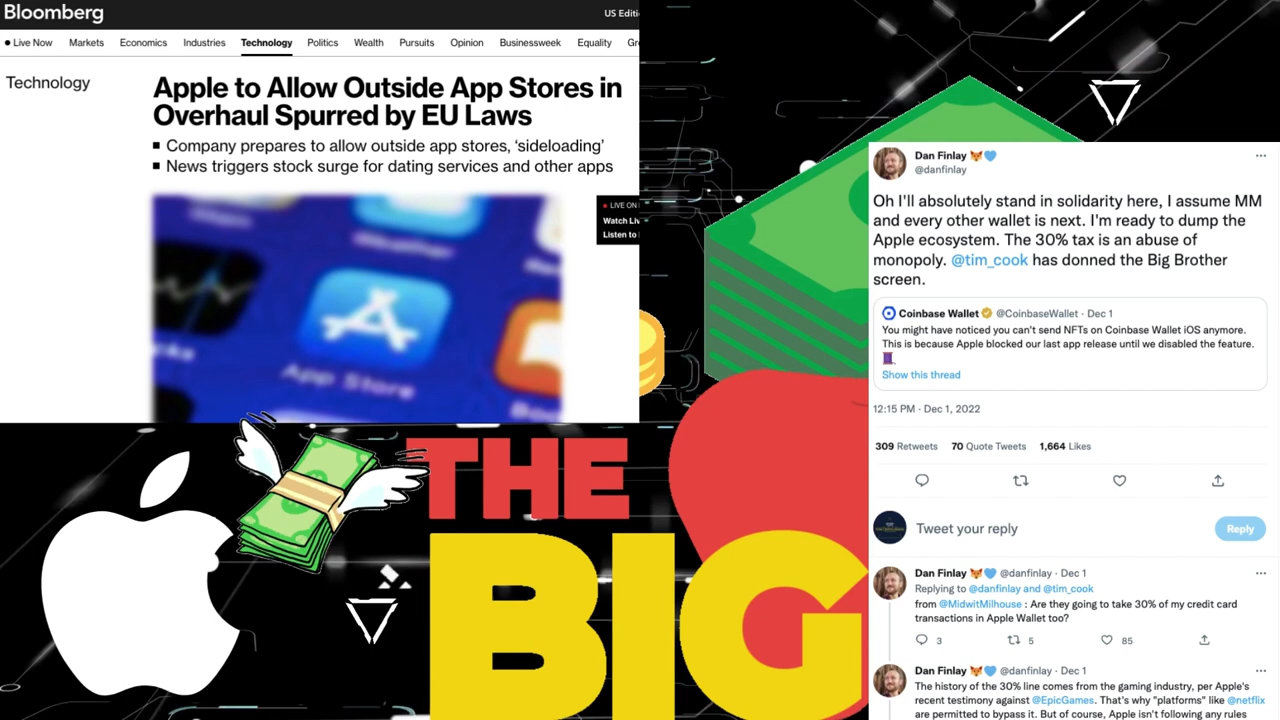 Bloomberg
US Editi
Live Now Markets Economics Industries Technology Politics Wealth Pursuits Opinion Businessweek Equality Gr
Technology
Apple to Allow Outside App Stores in
Overhaul Spurred by EU Laws
Company prepares to allow outside app stores, 'sideloading'
News triggers stock surge for dating services and other apps
LIVE ON
Watch Liv
Listen to
Weather
App Store
THE
BIG
Dan Finlay
@danfinlay
Oh I'll absolutely stand in solidarity here, I assume MM
and every other wallet is next. I'm ready to dump the
Apple ecosystem. The 30% tax is an abuse of
monopoly. @tim_cook has donned the Big Brother
screen.
Coinbase Wallet @CoinbaseWallet · Dec 1
You might have noticed you can't send NFTs on Coinbase Wallet iOS anymore.
This is because Apple blocked our last app release until we disabled the feature.
Show this thread
12:15 PM · Dec 1, 2022
309 Retweets 70 Quote Tweets 1,664 Likes
Tweet your reply
Reply
Dan Finlay @danfinlay · Dec 1
Replying to @danfinlay and @tim_cook
from @MidwitMilhouse : Are they going to take 30% of my credit card
transactions in Apple Wallet too?
3 5 85
Dan Finlay @danfinlay · Dec 1
The history of the 30% line comes from the gaming industry, per Apple's
recent testimony against @EpicGames. That's why "platforms" like @netflix
are permitted to bypass it. But of course, Apple isn't following any rules